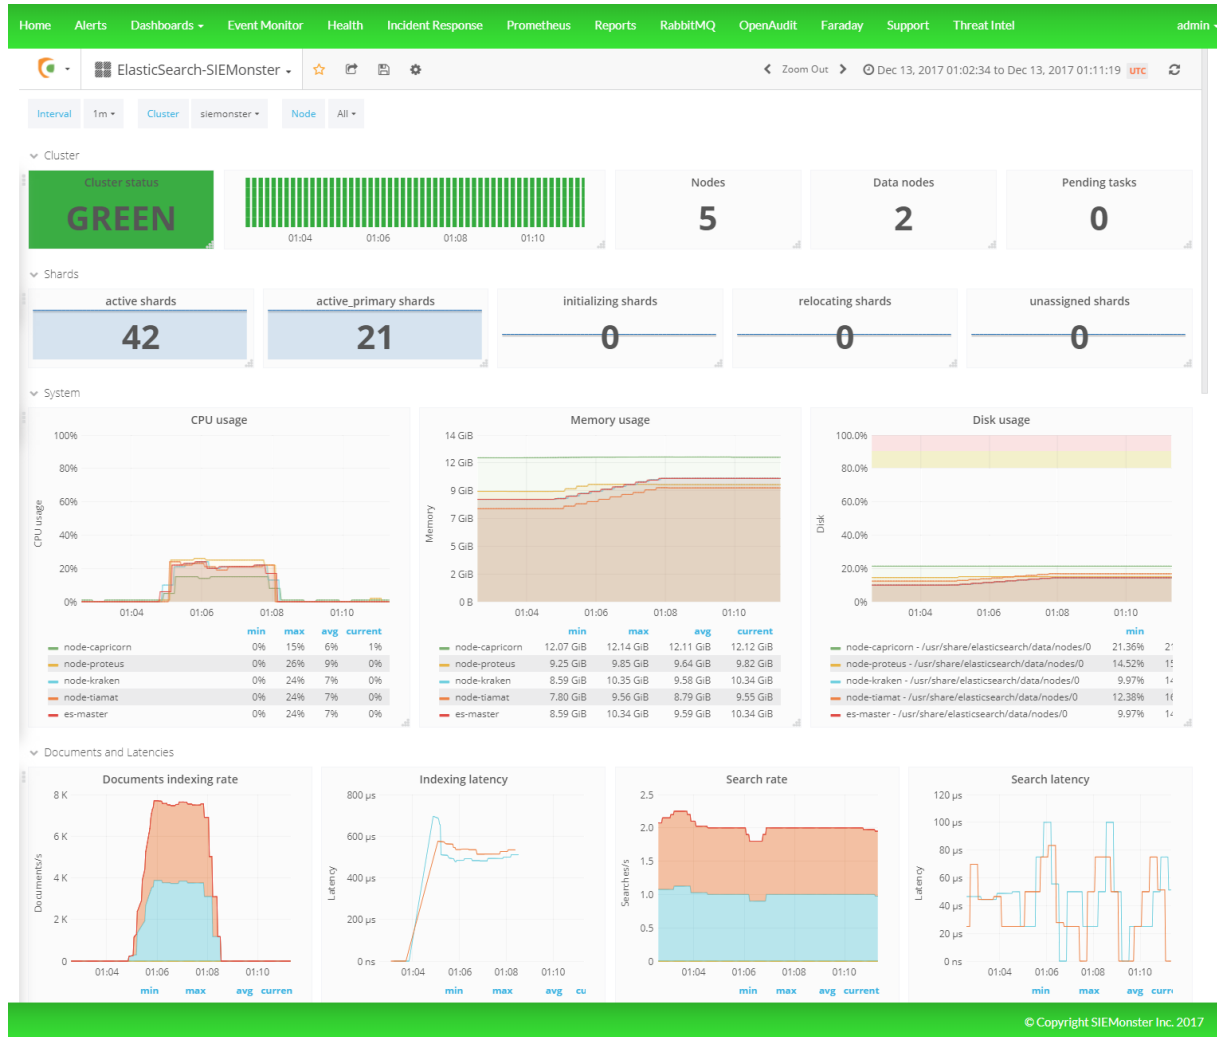 Home Alerts Dashboards Event Monitor Health Incident Response Prometheus Reports RabbitMQ OpenAudit Faraday Support Threat Intel admin
ElasticSearch-SIEMonster Zoom Out Dec 13, 2017 01:02:34 to Dec 13, 2017 01:11:19 UTC
Interval 1m Cluster siemonster Node All
Cluster
Cluster status
GREEN
01:04 01:06 01:08 01:10
Nodes
5
Data nodes
2
Pending tasks
0
Shards
active shards
42
active_primary shards
21
initializing shards
0
relocating shards
0
unassigned shards
0
System
CPU usage
CPU usage
100%
80%
60%
40%
20%
0%
01:04 01:06 01:08 01:10
min max avg current
node-capricorn 0% 15% 6% 1%
node-proteus 0% 26% 9% 0%
node-kraken 0% 24% 7% 0%
node-tiamat 0% 24% 7% 0%
es-master 0% 24% 7% 0%
Memory usage
Memory
14 GiB
12 GiB
9 GiB
7 GiB
5 GiB
2 GiB
0 B
01:04 01:06 01:08 01:10
min max avg current
node-capricorn 12.07 GiB 12.14 GiB 12.11 GiB 12.12 GiB
node-proteus 9.25 GiB 9.85 GiB 9.64 GiB 9.82 GiB
node-kraken 8.59 GiB 10.35 GiB 9.58 GiB 10.34 GiB
node-tiamat 7.80 GiB 9.56 GiB 8.79 GiB 9.55 GiB
es-master 8.59 GiB 10.34 GiB 9.59 GiB 10.34 GiB
Disk usage
Disk
100.0%
80.0%
60.0%
40.0%
20.0%
0%
01:04 01:06 01:08 01:10
min
node-capricorn - /usr/share/elasticsearch/data/nodes/0 21.36%
node-proteus - /usr/share/elasticsearch/data/nodes/0 14.52%
node-kraken - /usr/share/elasticsearch/data/nodes/0 9.97%
node-tiamat - /usr/share/elasticsearch/data/nodes/0 12.38%
es-master - /usr/share/elasticsearch/data/nodes/0 9.97%
Documents and Latencies
Documents indexing rate
Documents/s
8 K
6 K
4 K
2 K
0
01:04 01:06 01:08 01:10
min max avg curren
Indexing latency
Latency
800 µs
600 µs
400 µs
200 µs
0 ns
01:04 01:06 01:08 01:10
min max avg cu
Search rate
Searches/s
2.5
2.0
1.5
1.0
0.5
0
01:04 01:06 01:08 01:10
min max avg current
Search latency
Latency
120 µs
100 µs
80 µs
60 µs
40 µs
20 µs
0 ns
01:04 01:06 01:08 01:10
min max avg curr
© Copyright SIEMonster Inc. 2017